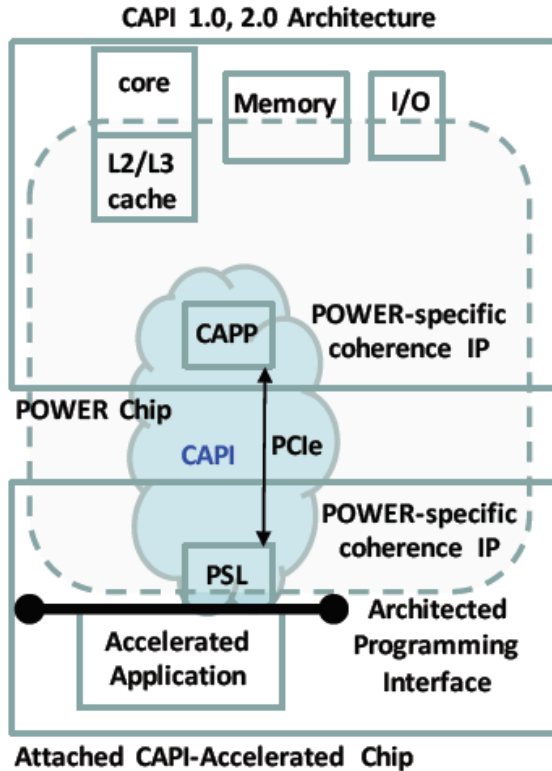 CAPI 1.0, 2.0 Architecture
core
Memory
I/O
L2/L3
cache
CAPP
POWER-specific
coherence IP
POWER Chip
CAPI
PCIe
POWER-specific
coherence IP
PSL
Architected
Programming
Interface
Accelerated
Application
Attached CAPI-Accelerated Chip